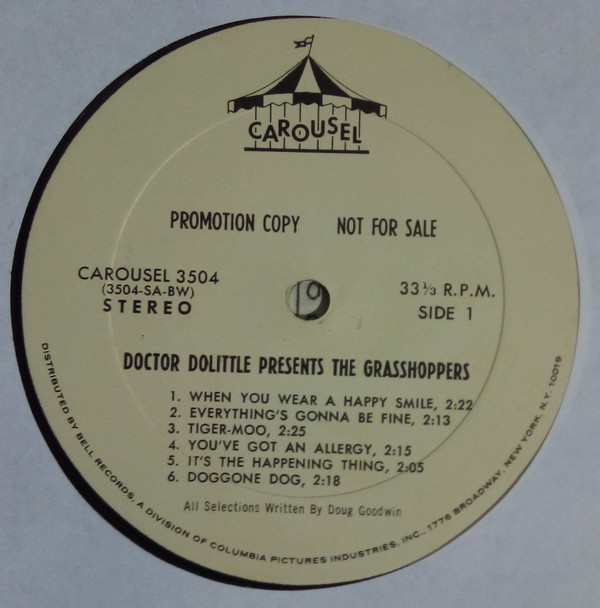 CAROUSEL
PROMOTION COPY NOT FOR SALE
CAROUSEL 3504
(3504-SA-BW)
STEREO
19
33⅓ R.P.M.
SIDE 1
DOCTOR DOLITTLE PRESENTS THE GRASSHOPPERS
1. WHEN YOU WEAR A HAPPY SMILE, 2:22
2. EVERYTHING'S GONNA BE FINE, 2:13
3. TIGER-MOO, 2:25
4. YOU'VE GOT AN ALLERGY, 2:15
5. IT'S THE HAPPENING THING, 2:05
6. DOGGONE DOG, 2:18
All Selections Written By Doug Goodwin
DISTRIBUTED BY BELL RECORDS, A DIVISION OF COLUMBIA PICTURES INDUSTRIES, INC., 1776 BROADWAY, NEW YORK, N.Y. 10019